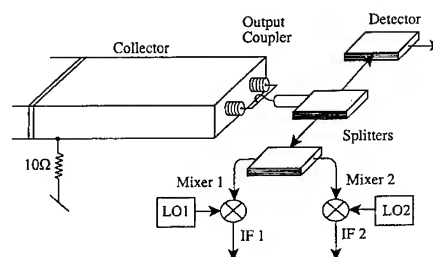 Output
Coupler
Detector
Collector
Splitters
10Ω
Mixer 1
Mixer 2
LO1
LO2
IF 1
IF 2